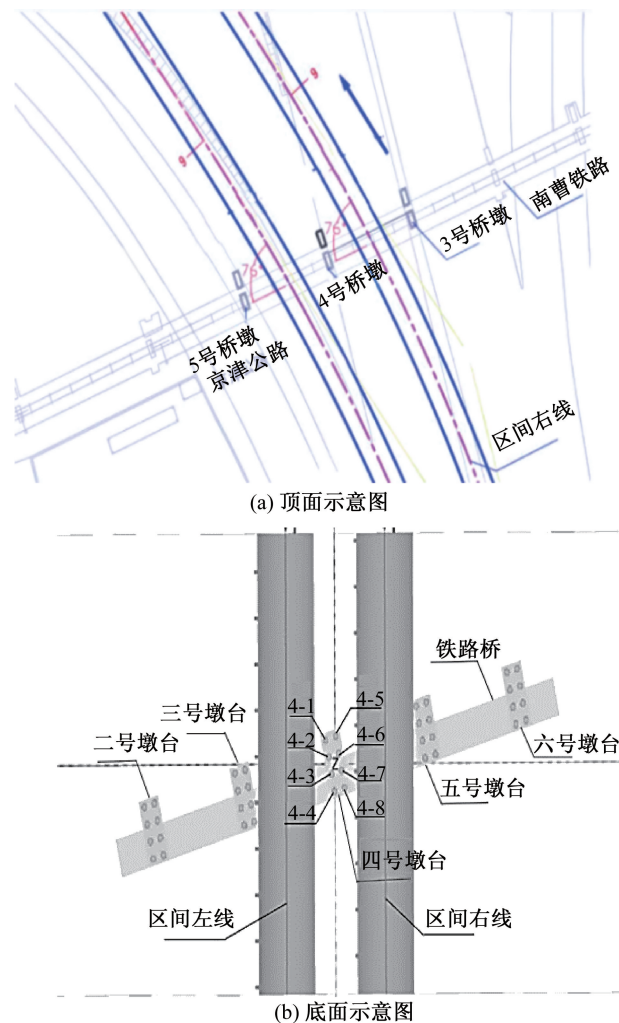 9
9
南曹铁路
3号桥墩
75
75
4号桥墩
5号桥墩
京津公路
区间右线
(a) 顶面示意图
铁路桥
4-1
4-5
三号墩台
4-2
4-6
二号墩台
六号墩台
4-3
4-7
五号墩台
4-4
4-8
四号墩台
区间左线
区间右线
(b) 底面示意图